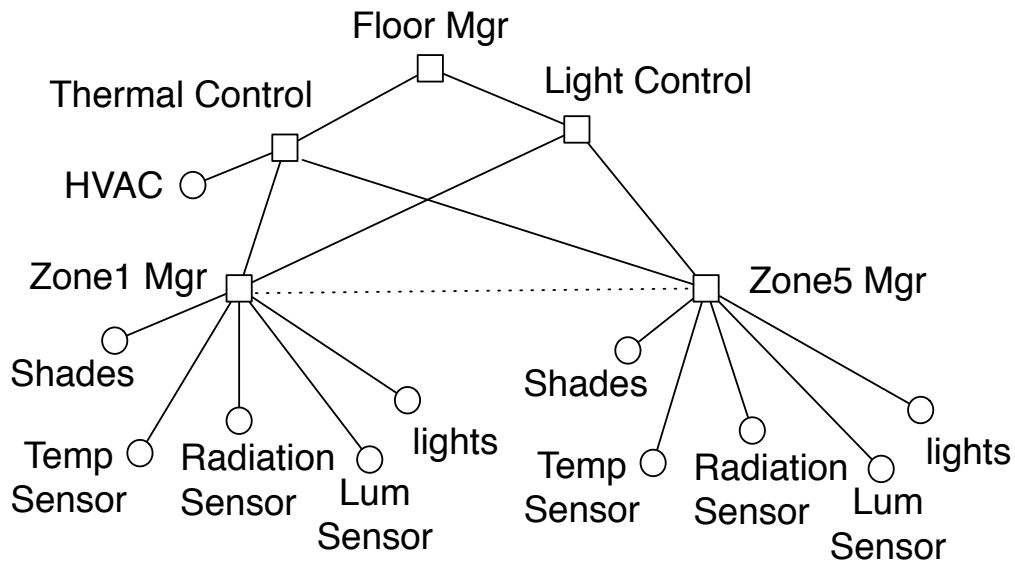 Floor Mgr
Thermal Control
Light Control
HVAC
Zone1 Mgr
Zone5 Mgr
Shades
Temp
Sensor
Radiation
Sensor
Lum
Sensor
lights
Shades
Temp
Sensor
Radiation
Sensor
Lum
Sensor
lights